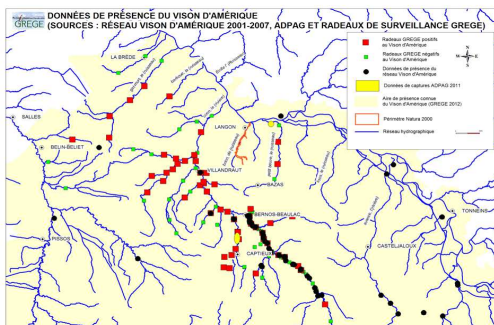 GREGE
DONNÉES DE PRÉSENCE DU VISON D'AMÉRIQUE
(SOURCES : RÉSEAU VISON D'AMÉRIQUE 2001-2007, ADPAG ET RADEAUX DE SURVEILLANCE GREGE)
Radeaux GREGE positifs
au Vison d'Amérique
Radeaux GREGE négatifs
au Vison d'Amérique
Données de présence du
réseau Vison d'Amérique
Données de captures ADPAG 2011
Aire de présence connue
du Vison d'Amérique (GREGE 2012)
Périmètre Natura 2000
Réseau hydrographique
LA BRÈDE
SALLES
LANGON
BELIN-BELIET
VILLANDRAUT
BAZAS
BERNOS-BEAULAC
TONNEINS
PISSOS
CAPTIEUX
CASTELJALOUX